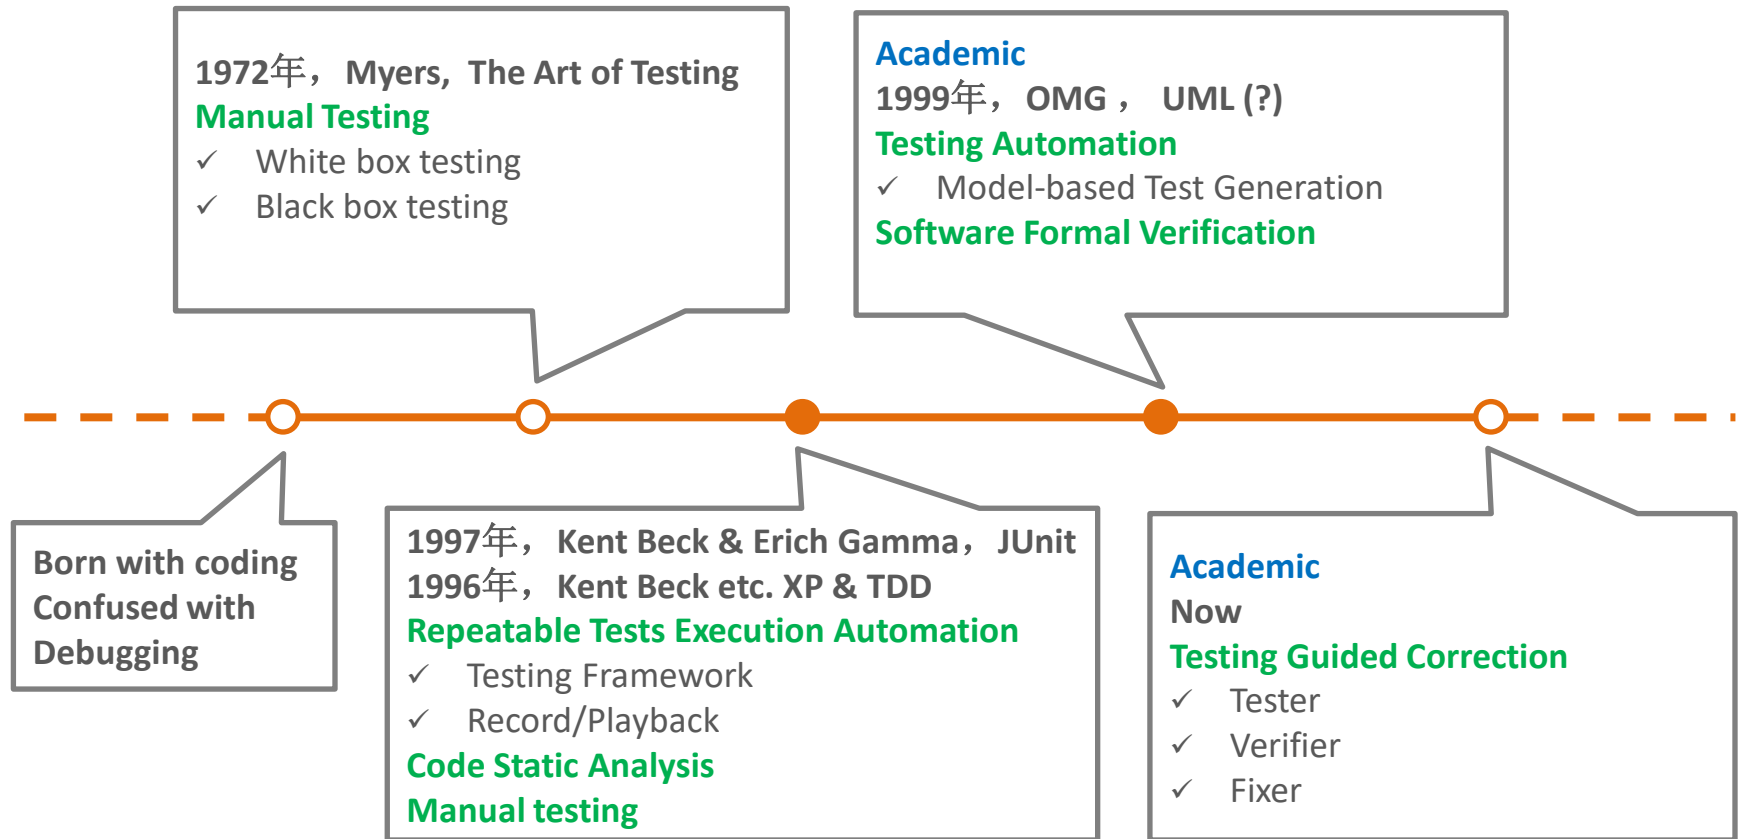 1972年，Myers, The Art of Testing
Manual Testing
✓ White box testing
✓ Black box testing
Academic
1999年，OMG ， UML (?)
Testing Automation
✓ Model-based Test Generation
Software Formal Verification
Born with coding
Confused with
Debugging
1997年，Kent Beck & Erich Gamma，JUnit
1996年，Kent Beck etc. XP & TDD
Repeatable Tests Execution Automation
✓ Testing Framework
✓ Record/Playback
Code Static Analysis
Manual testing
Academic
Now
Testing Guided Correction
✓ Tester
✓ Verifier
✓ Fixer